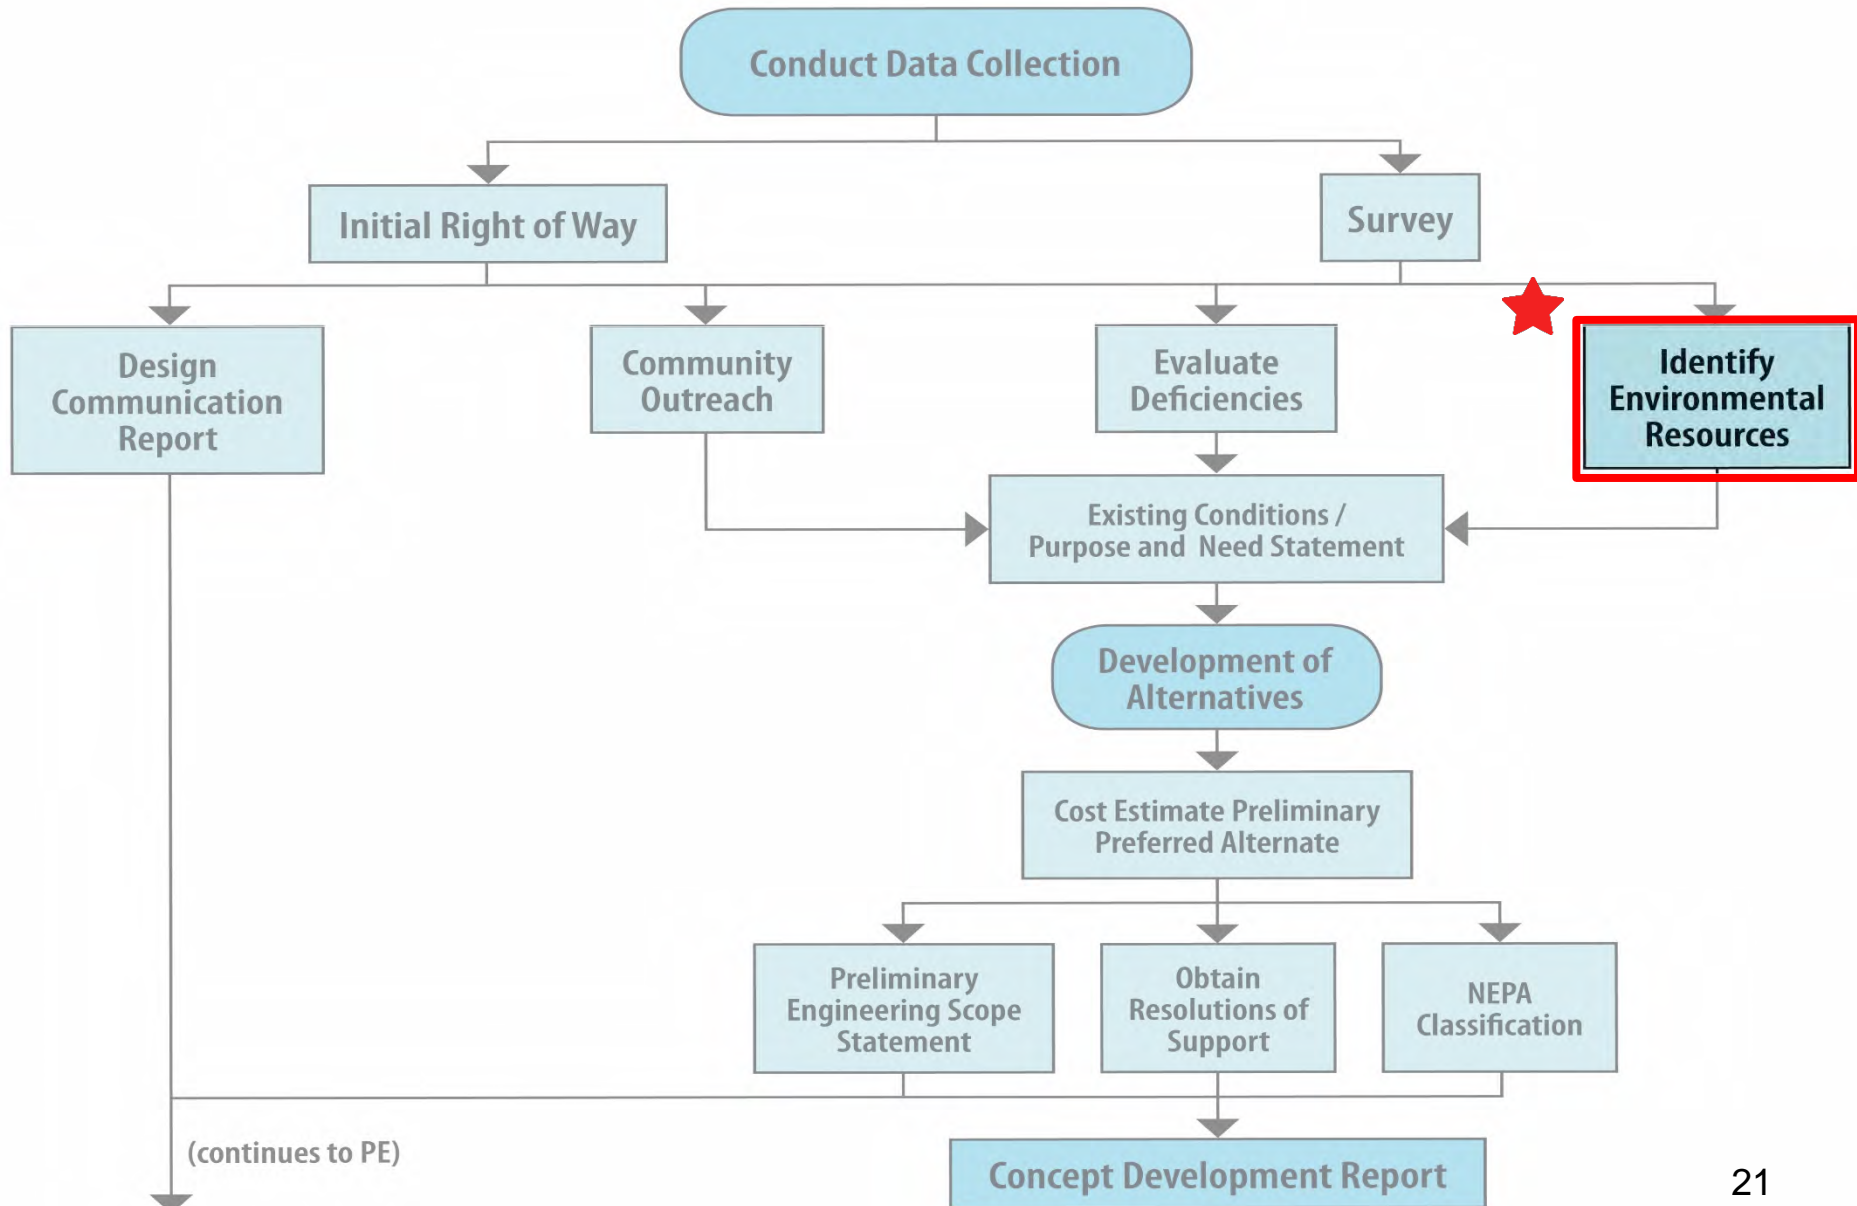 Conduct Data Collection
Initial Right of Way
Survey
Design
Communication
Report
Community
Outreach
Evaluate
Deficiencies
Identify
Environmental
Resources
Existing Conditions /
Purpose and Need Statement
Development of
Alternatives
Cost Estimate Preliminary
Preferred Alternate
Preliminary
Engineering Scope
Statement
Obtain
Resolutions of
Support
NEPA
Classification
(continues to PE)
Concept Development Report
21